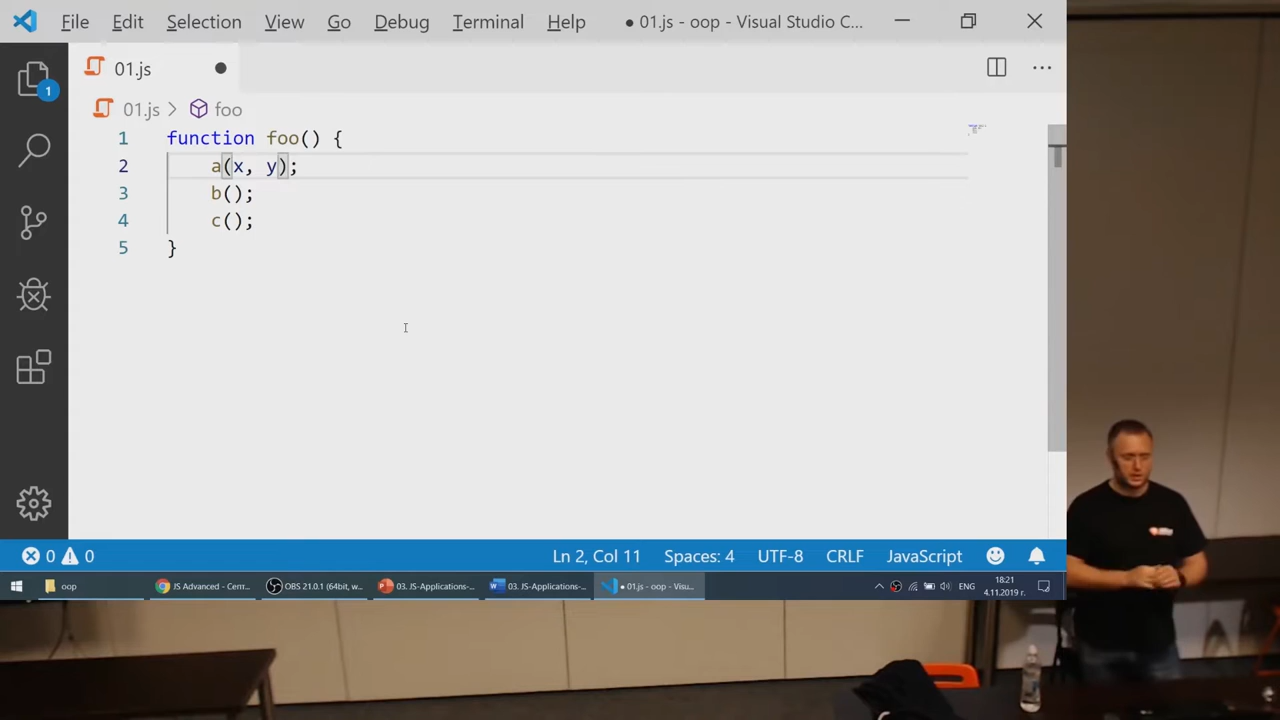 File Edit Selection View Go Debug Terminal Help ● 01.js - oop - Visual Studio C...
01.js ●
01.js > foo
1 function foo() {
2 a(x, y);
3 b();
4 c();
5 }
1
0 0 Ln 2, Col 11 Spaces: 4 UTF-8 CRLF JavaScript
oop JS Advanced - Септ... OBS 21.0.1 (64bit, w... 03. JS-Applications-... 03. JS-Applications-... ● 01.js - oop - Visu... ENG 18:21
4.11.2019 г.